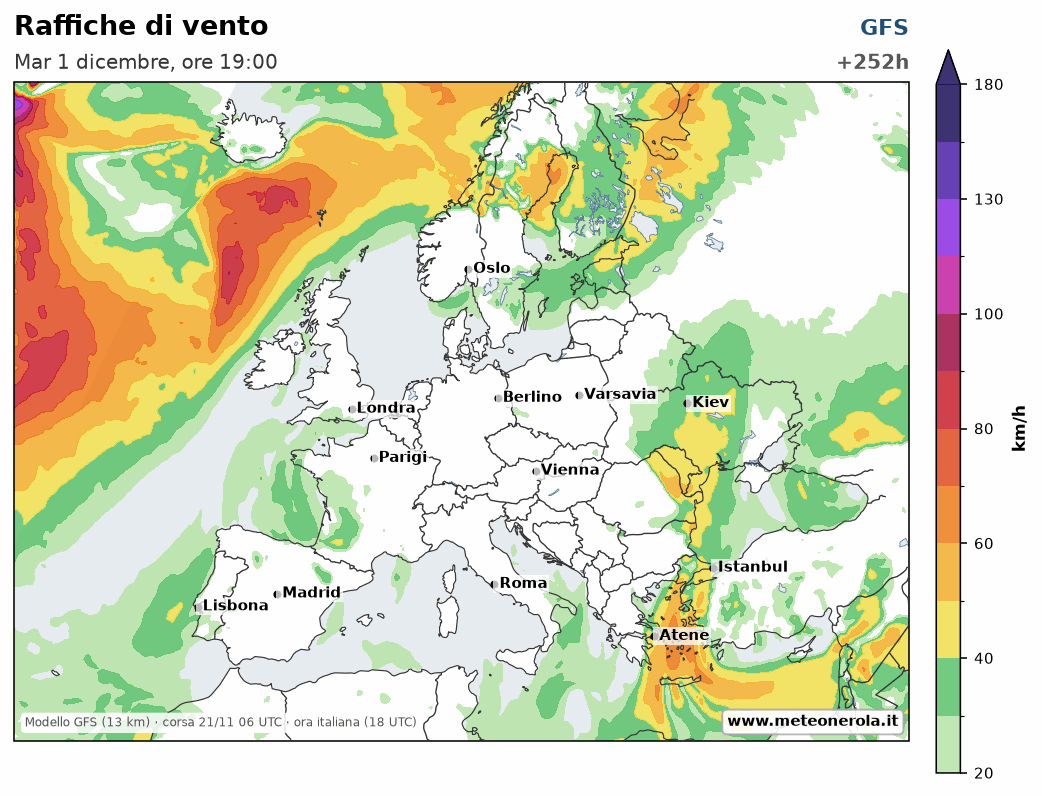 Raffiche di vento
GFS
Mar 1 dicembre, ore 19:00
+252h
180
130
100
80
60
40
20
km/h
Oslo
Berlino
Varsavia
Kiev
Londra
Parigi
Vienna
Istanbul
Roma
Madrid
Lisbona
Atene
Modello GFS (13 km) · corsa 21/11 06 UTC · ora italiana (18 UTC)
www.meteonerola.it